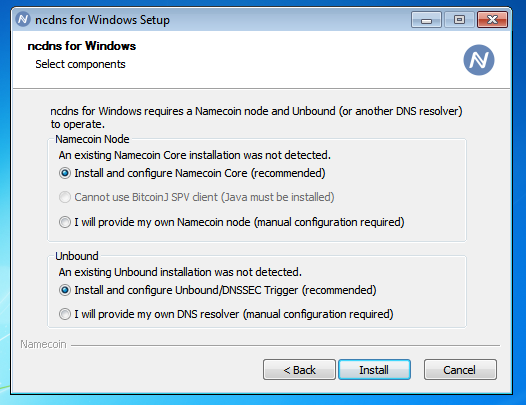 ncdns for Windows Setup
ncdns for Windows
Select components
ncdns for Windows requires a Namecoin node and Unbound (or another DNS resolver)
to operate.
Namecoin Node
An existing Namecoin Core installation was not detected.
Install and configure Namecoin Core (recommended)
Cannot use BitcoinJ SPV client (Java must be installed)
I will provide my own Namecoin node (manual configuration required)
Unbound
An existing Unbound installation was not detected.
Install and configure Unbound/DNSSEC Trigger (recommended)
I will provide my own DNS resolver (manual configuration required)
Namecoin
< Back
Install
Cancel